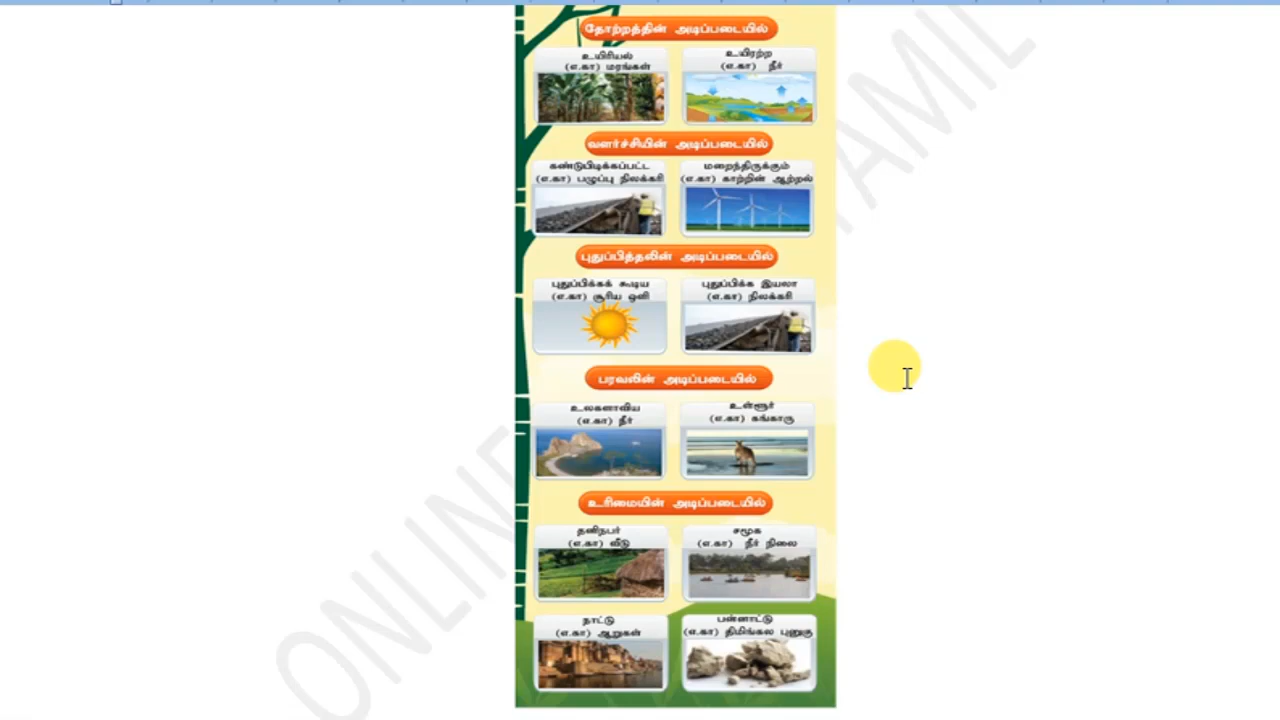 தோற்றத்தின் அடிப்படையில்
உயிரியல்
(எ.கா) மரங்கள்
உயிரற்ற
(எ.கா) நீர்
வளர்ச்சியின் அடிப்படையில்
கண்டுபிடிக்கப்பட்ட
(எ.கா) பழுப்பு நிலக்கரி
மறைந்திருக்கும்
(எ.கா) காற்றின் ஆற்றல்
புதுப்பித்தலின் அடிப்படையில்
புதுப்பிக்கக் கூடிய
(எ.கா) சூரிய ஒளி
புதுப்பிக்க இயலா
(எ.கா) நிலக்கரி
பரவலின் அடிப்படையில்
உலகளாவிய
(எ.கா) நீர்
உள்ளூர்
(எ.கா) கங்காரு
உரிமையின் அடிப்படையில்
தனிநபர்
(எ.கா) வீடு
சமூக
(எ.கா) நீர் நிலை
நாட்டு
(எ.கா) ஆறுகள்
பன்னாட்டு
(எ.கா) திமிங்கல புனுகு
ONLINE
TAMIL